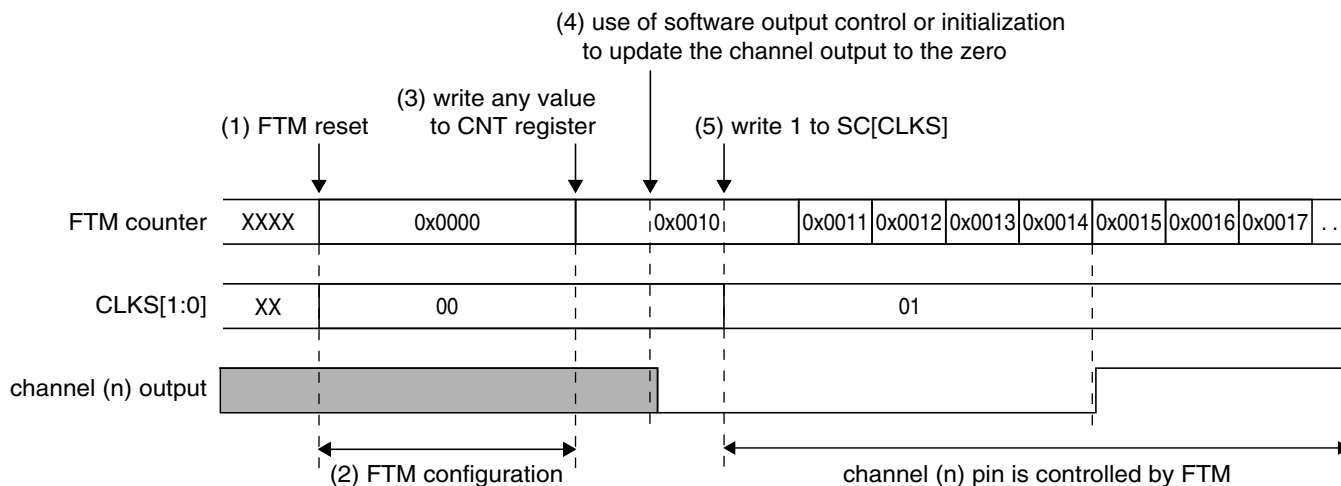 (4) use of software output control or initialization
to update the channel output to the zero
(3) write any value
to CNT register
(1) FTM reset
(5) write 1 to SC[CLKS]
FTM counter XXXX 0x0000 0x0010 0x0011 0x0012 0x0013 0x0014 0x0015 0x0016 0x0017 . .
CLKS[1:0] XX 00 01
channel (n) output
(2) FTM configuration
channel (n) pin is controlled by FTM